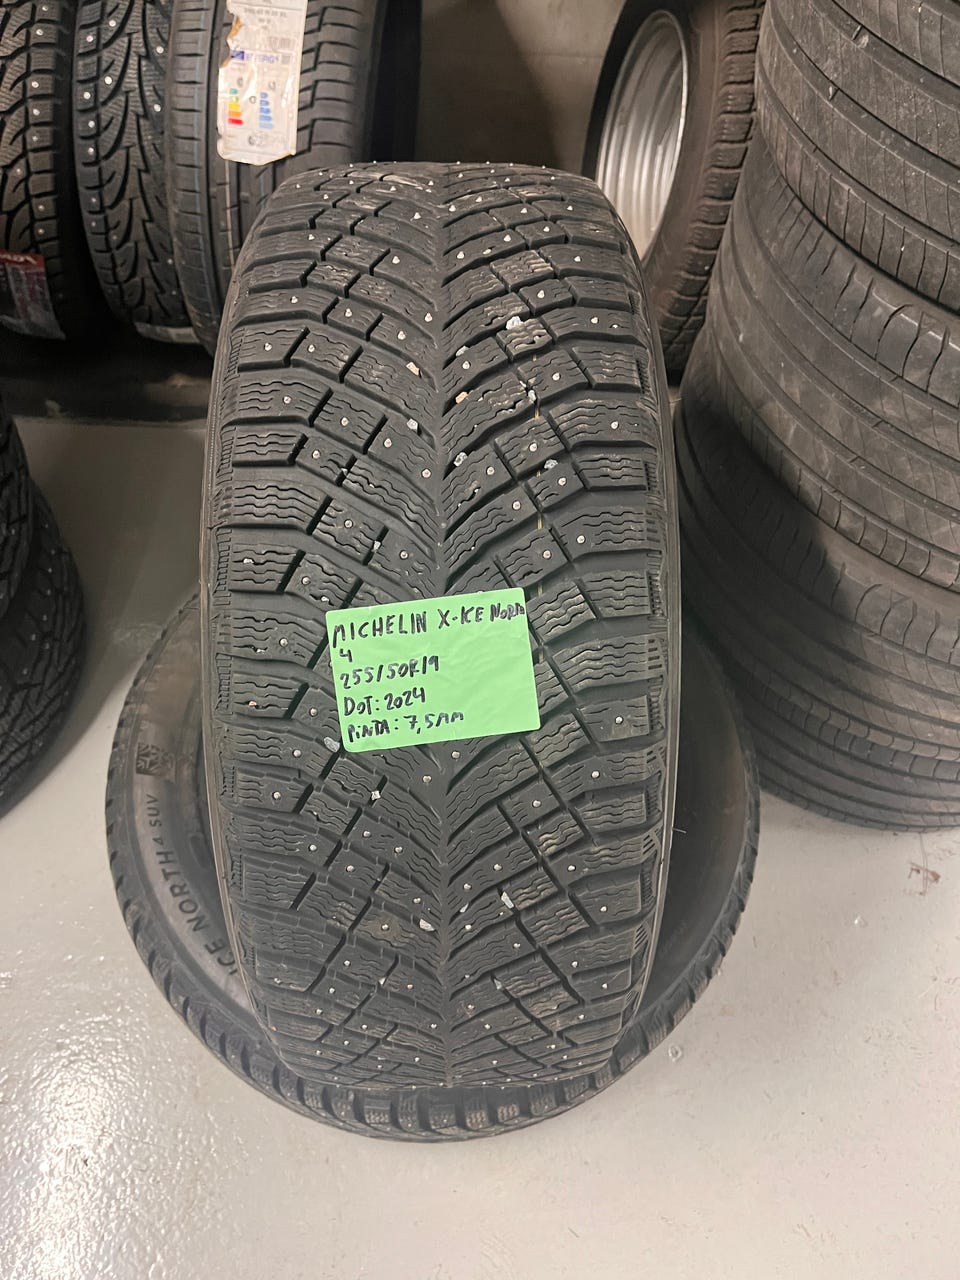 MICHELIN X-ICE NORTH
4
255/50R19
DOT: 2024
PINTA: 7,5MM
ICE NORTH 4 SUV